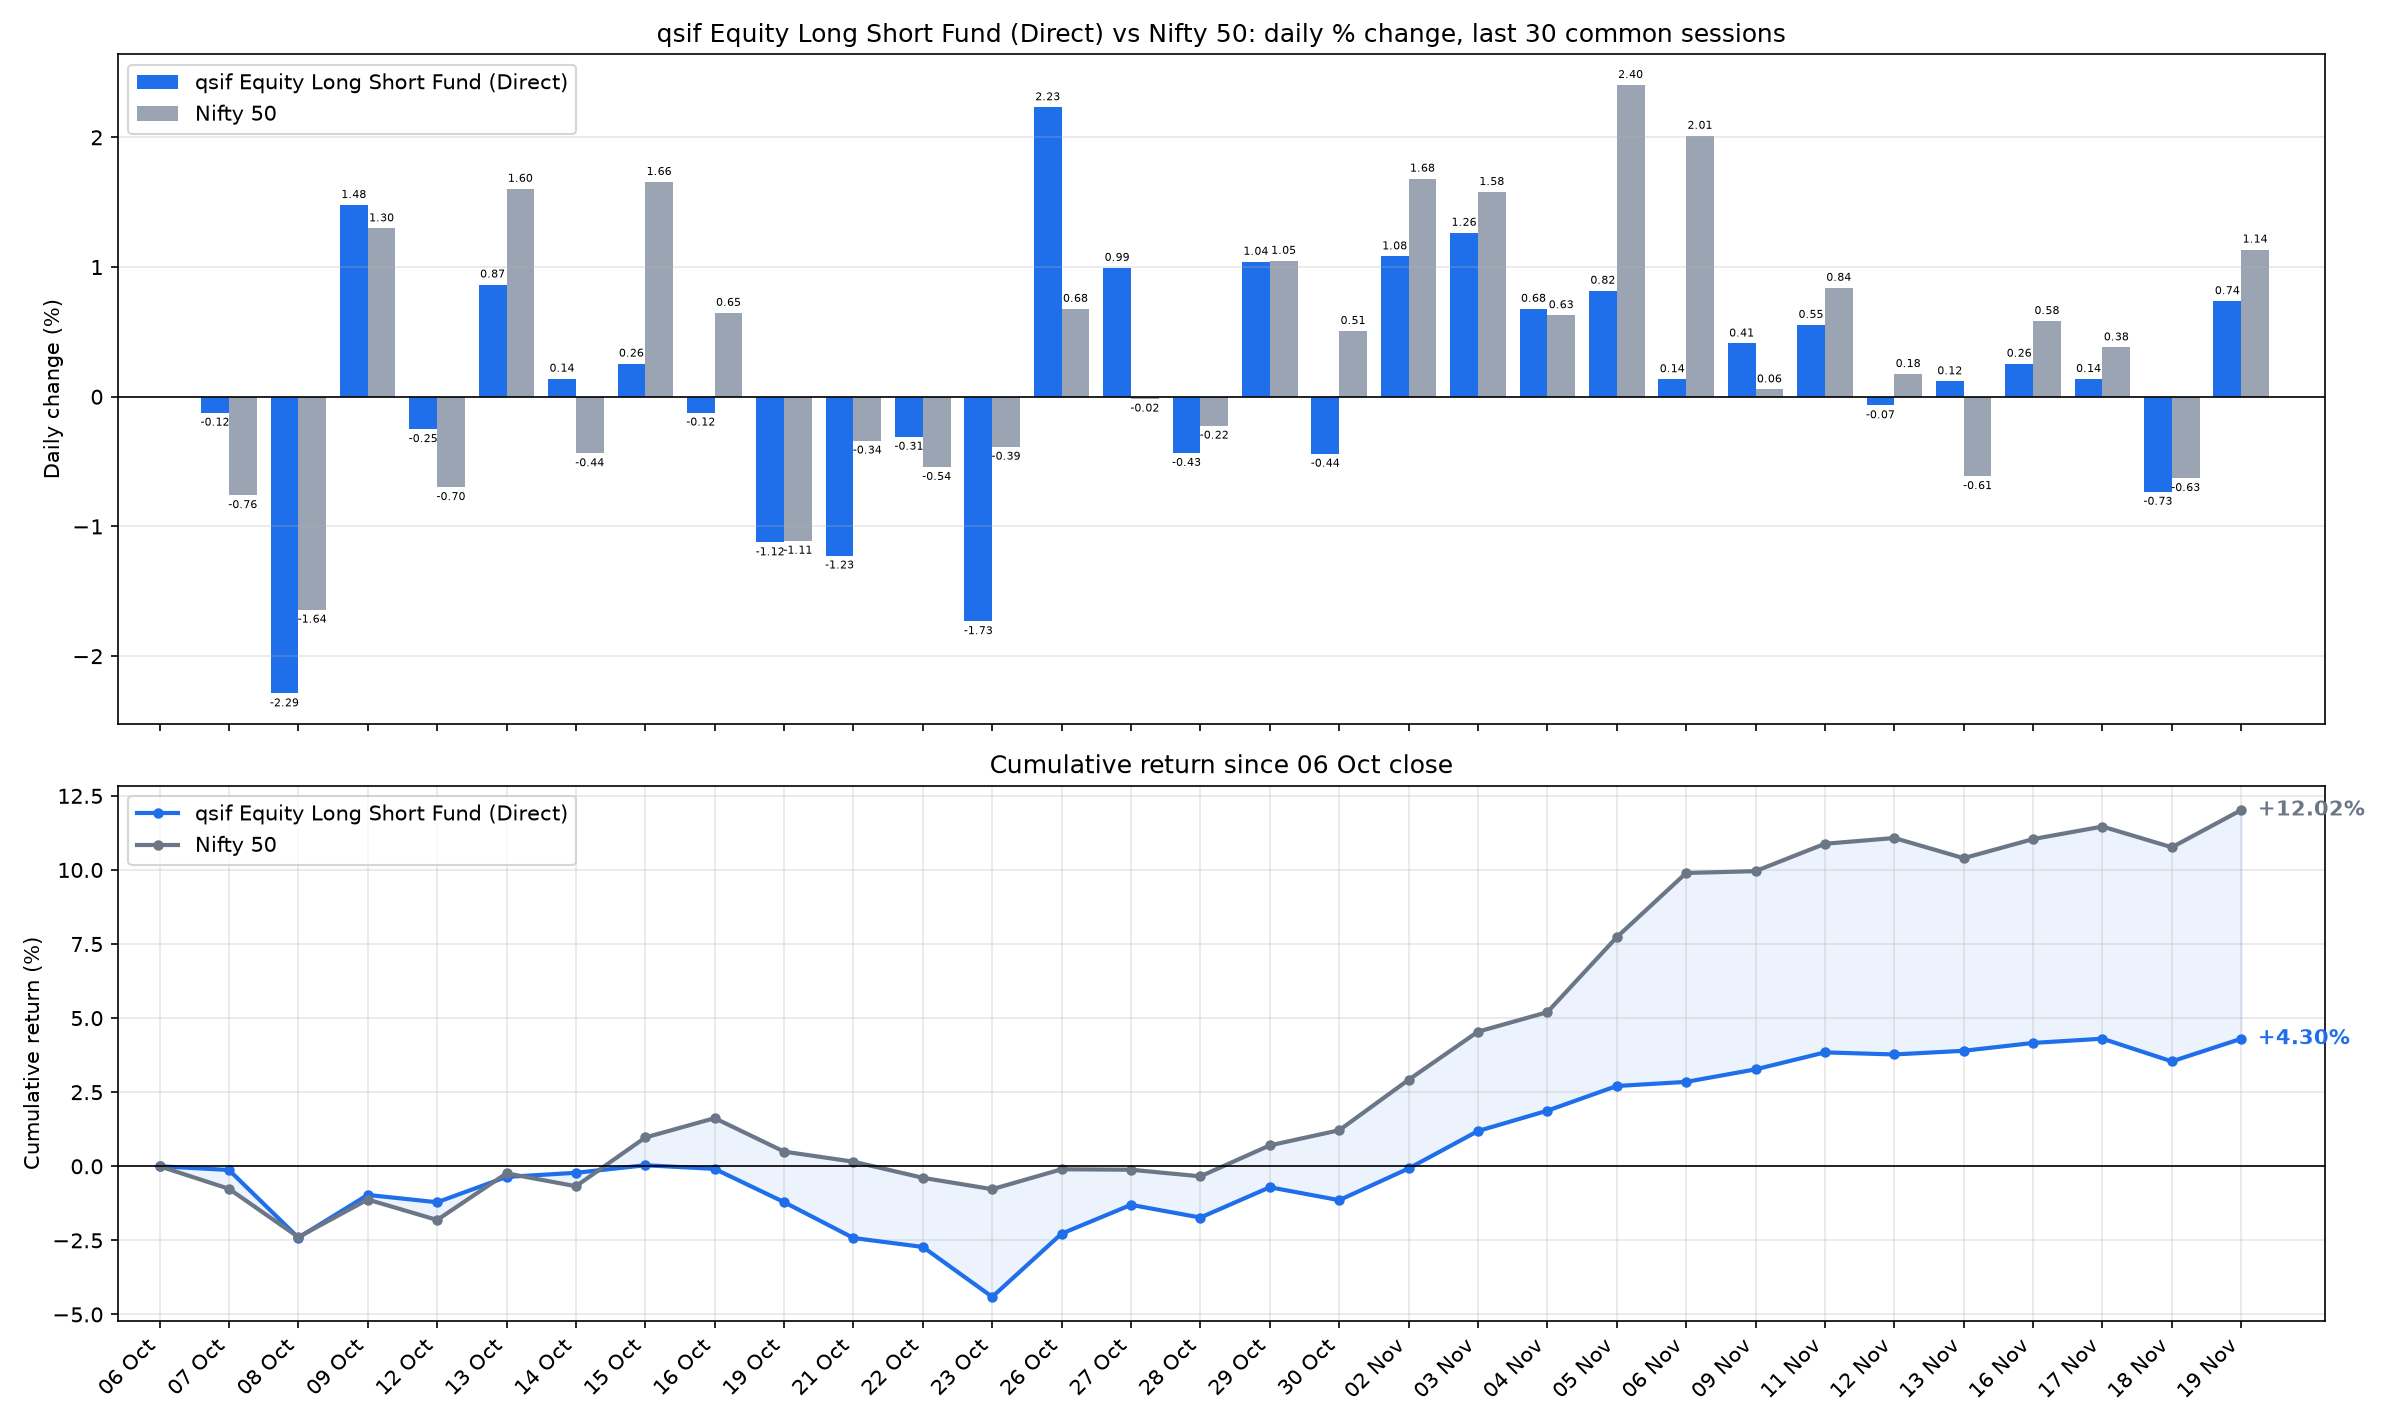 qsif Equity Long Short Fund (Direct) vs Nifty 50: daily % change, last 30 common sessions
qsif Equity Long Short Fund (Direct)
Nifty 50
Daily change (%)
2
1
0
−1
−2
-0.12
-0.76
-2.29
-1.64
1.48
1.30
-0.25
-0.70
0.87
1.60
0.14
-0.44
0.26
1.66
-0.12
0.65
-1.12
-1.11
-1.23
-0.34
-0.31
-0.54
-1.73
-0.39
2.23
0.68
0.99
-0.02
-0.43
-0.22
1.04
1.05
-0.44
0.51
1.08
1.68
1.26
1.58
0.68
0.63
0.82
2.40
0.14
2.01
0.41
0.06
0.55
0.84
-0.07
0.18
0.12
-0.61
0.26
0.58
0.14
0.38
-0.73
-0.63
0.74
1.14
Cumulative return since 06 Oct close
qsif Equity Long Short Fund (Direct)
Nifty 50
Cumulative return (%)
12.5
10.0
7.5
5.0
2.5
0.0
−2.5
−5.0
+12.02%
+4.30%
06 Oct
07 Oct
08 Oct
09 Oct
12 Oct
13 Oct
14 Oct
15 Oct
16 Oct
19 Oct
21 Oct
22 Oct
23 Oct
26 Oct
27 Oct
28 Oct
29 Oct
30 Oct
02 Nov
03 Nov
04 Nov
05 Nov
06 Nov
09 Nov
11 Nov
12 Nov
13 Nov
16 Nov
17 Nov
18 Nov
19 Nov